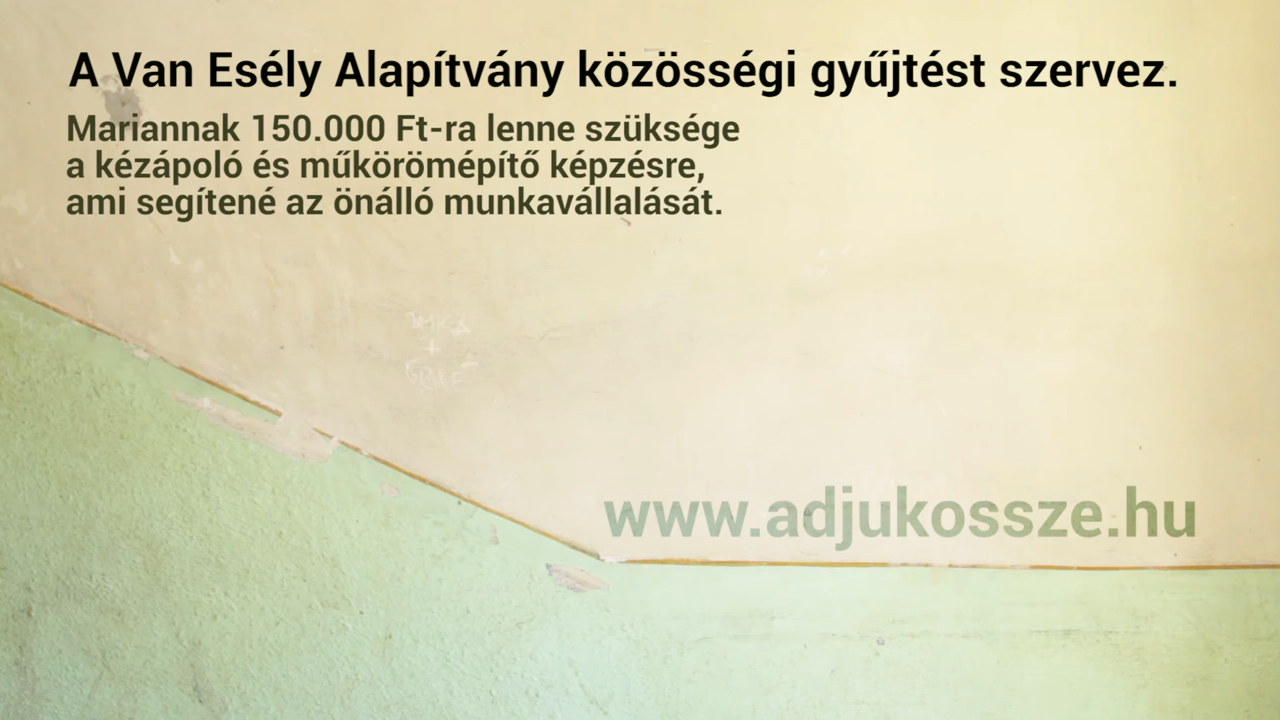 A Van Esély Alapítvány közösségi gyűjtést szervez.
Mariannak 150.000 Ft-ra lenne szüksége
a kézápoló és műkörömépítő képzésre,
ami segítené az önálló munkavállalását.
www.adjukossze.hu